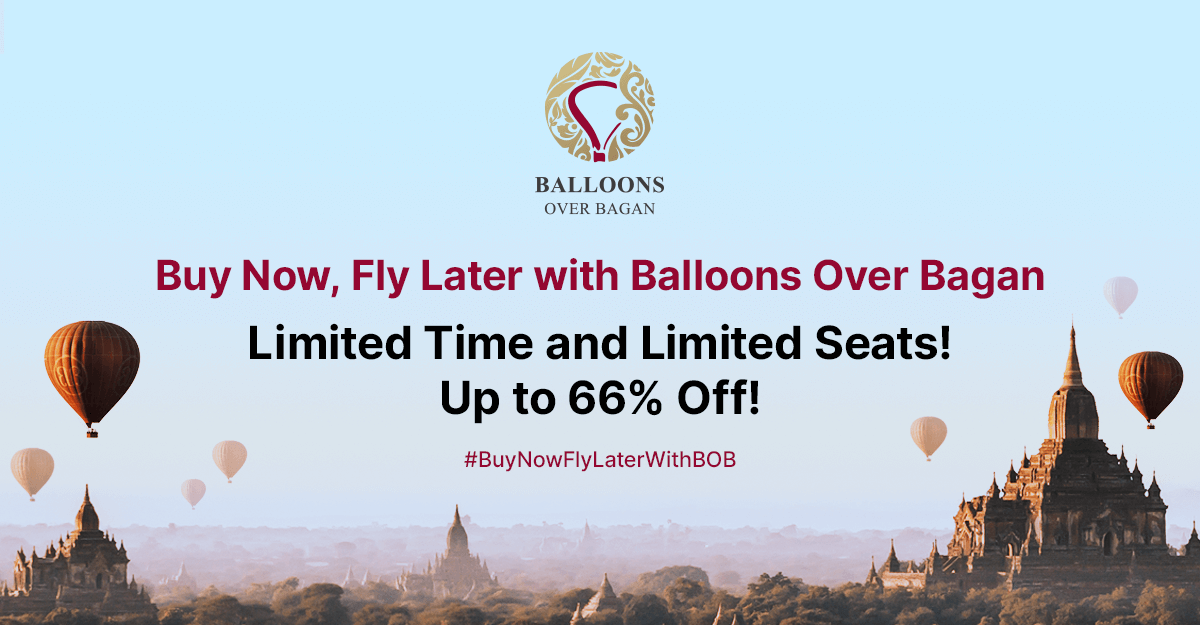 BALLOONS
OVER BAGAN
Buy Now, Fly Later with Balloons Over Bagan
Limited Time and Limited Seats!
Up to 66% Off!
#BuyNowFlyLaterWithBOB